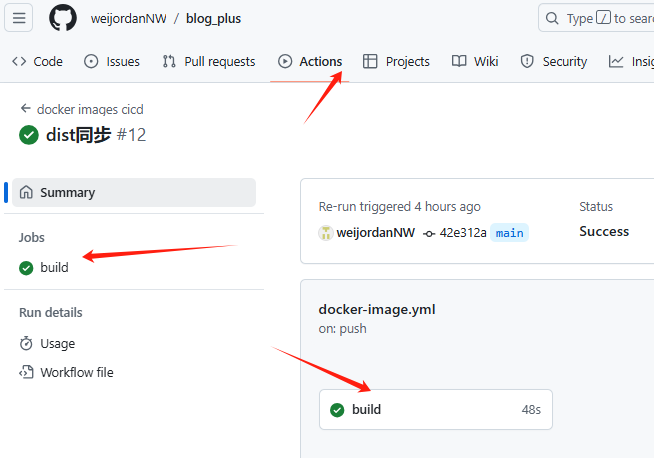 weijordanNW / blog_plus
Type / to sear
Code Issues Pull requests Actions Projects Wiki Security Insig
docker images cicd
dist同步 #12
Summary
Jobs
build
Run details
Usage
Workflow file
Re-run triggered 4 hours ago
weijordanNW 42e312a main
Status
Success
docker-image.yml
on: push
build 48s